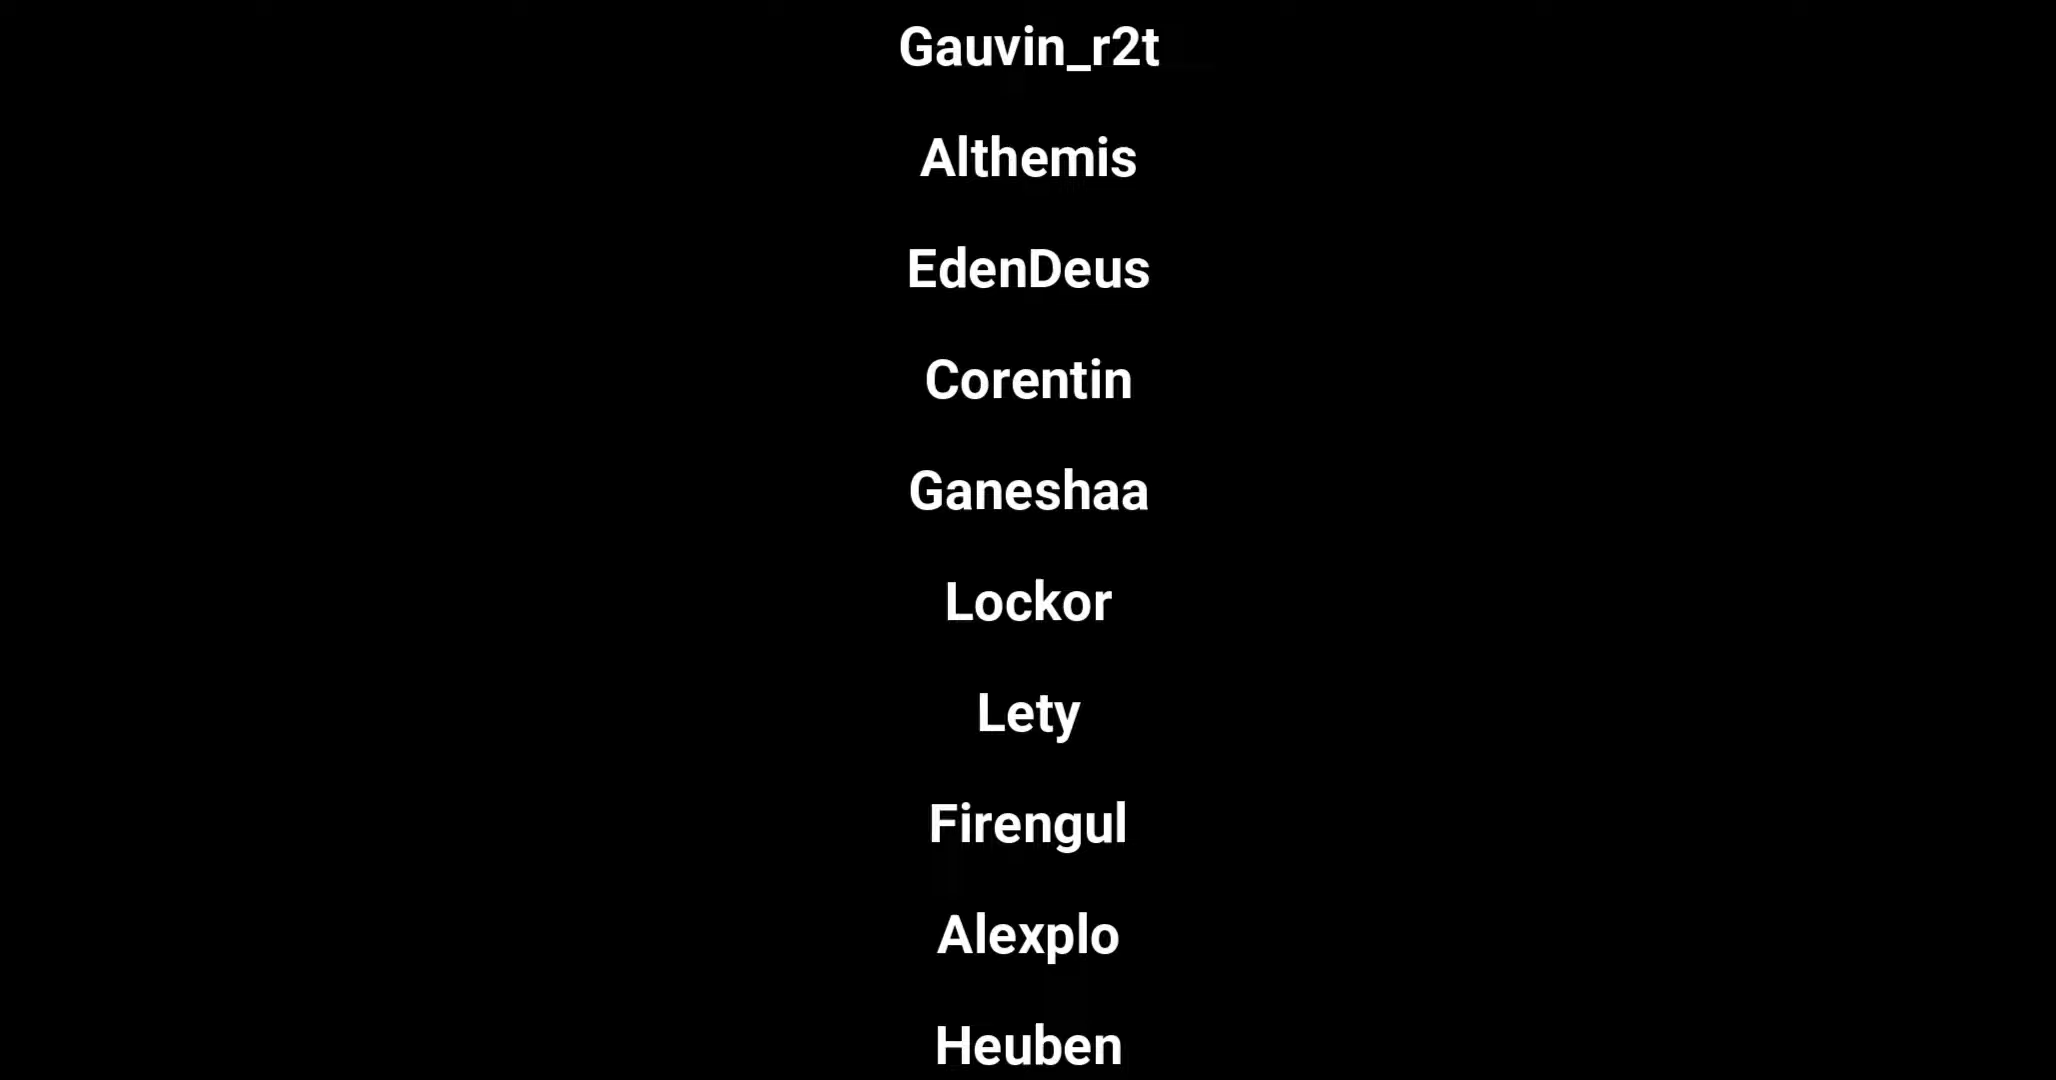 Gauvin_r2t
Althemis
EdenDeus
Corentin
Ganeshaa
Lockor
Lety
Firengul
Alexplo
Heuben